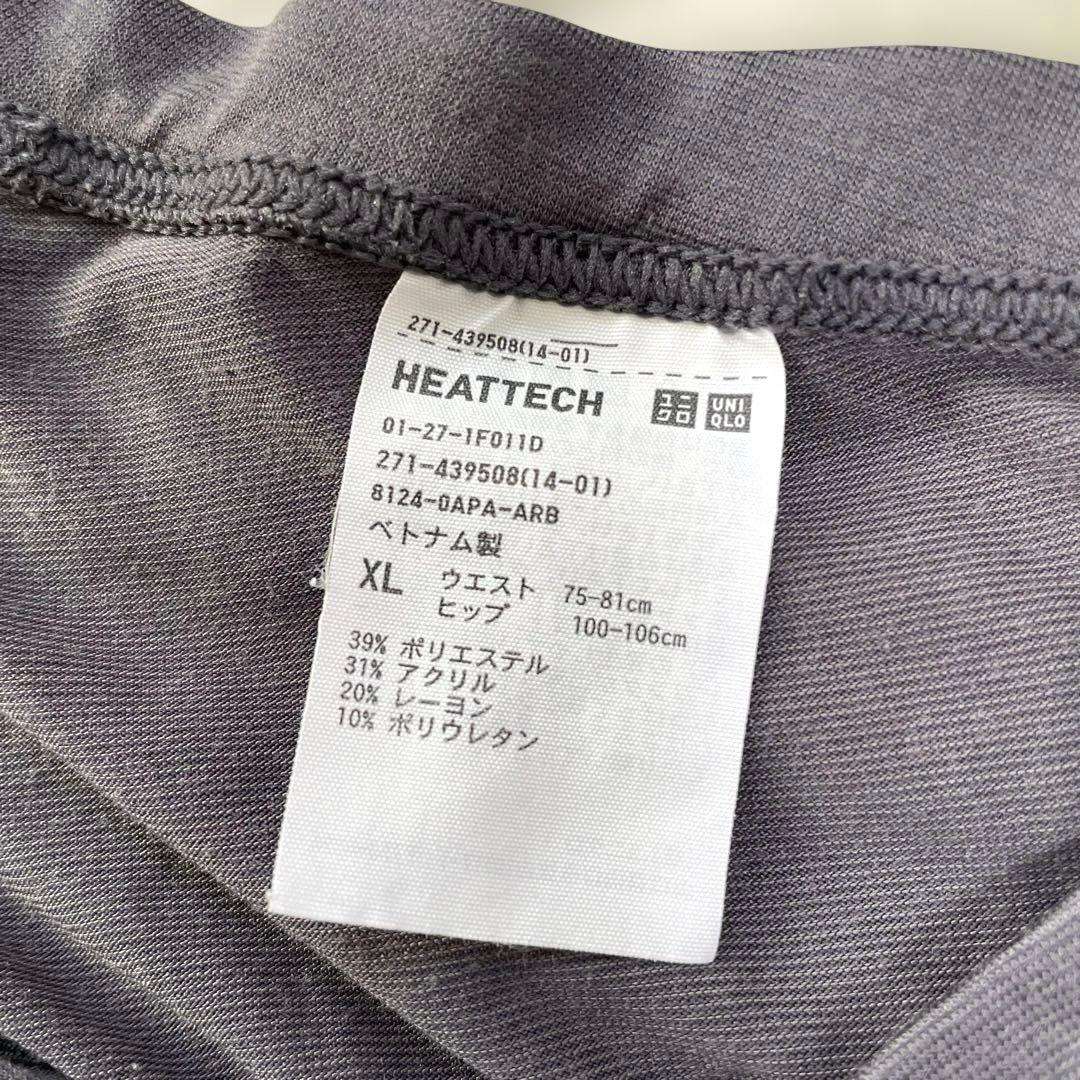 271-439508(14-01)
HEATTECH ユニクロ UNIQLO
01-27-1F011D
271-439508(14-01)
8124-0APA-ARB
ベトナム製
XL ウエスト 75-81cm
ヒップ 100-106cm
39% ポリエステル
31% アクリル
20% レーヨン
10% ポリウレタン